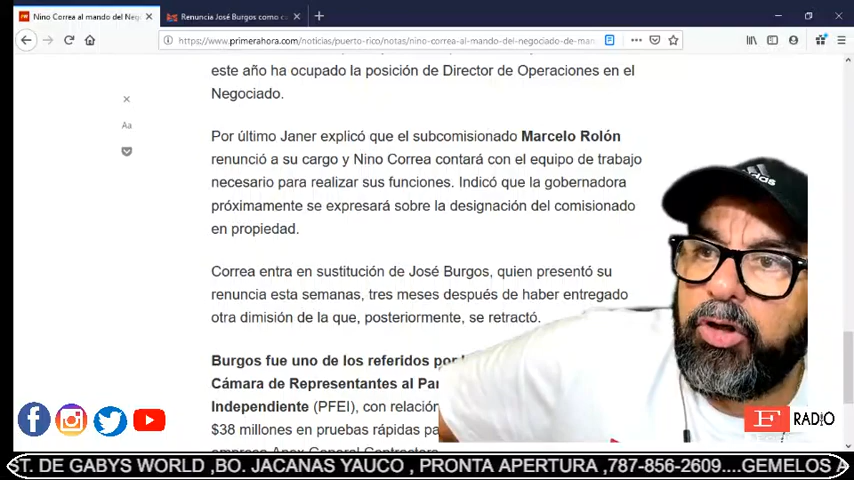 Nino Correa al mando del Neg
Renuncia José Burgos como c
https://www.primerahora.com/noticias/puerto-rico/notas/nino-correa-al-mando-del-negociado-de-man
este año ha ocupado la posición de Director de Operaciones en el
Negociado.
Aa
Por último Janer explicó que el subcomisionado Marcelo Rolón
renunció a su cargo y Nino Correa contará con el equipo de trabajo
necesario para realizar sus funciones. Indicó que la gobernadora
próximamente se expresará sobre la designación del comisionado
en propiedad.
Correa entra en sustitución de José Burgos, quien presentó su
renuncia esta semanas, tres meses después de haber entregado
otra dimisión de la que, posteriormente, se retractó.
Burgos fue uno de los referidos por
Cámara de Representantes al Pa
Independiente (PFEI), con relación
$38 millones en pruebas rápidas pa
empresa Apex General Contractors
adidas
F RADIO
ST. DE GABYS WORLD ,BO. JACANAS YAUCO , PRONTA APERTURA ,787-856-2609....GEMELOS A